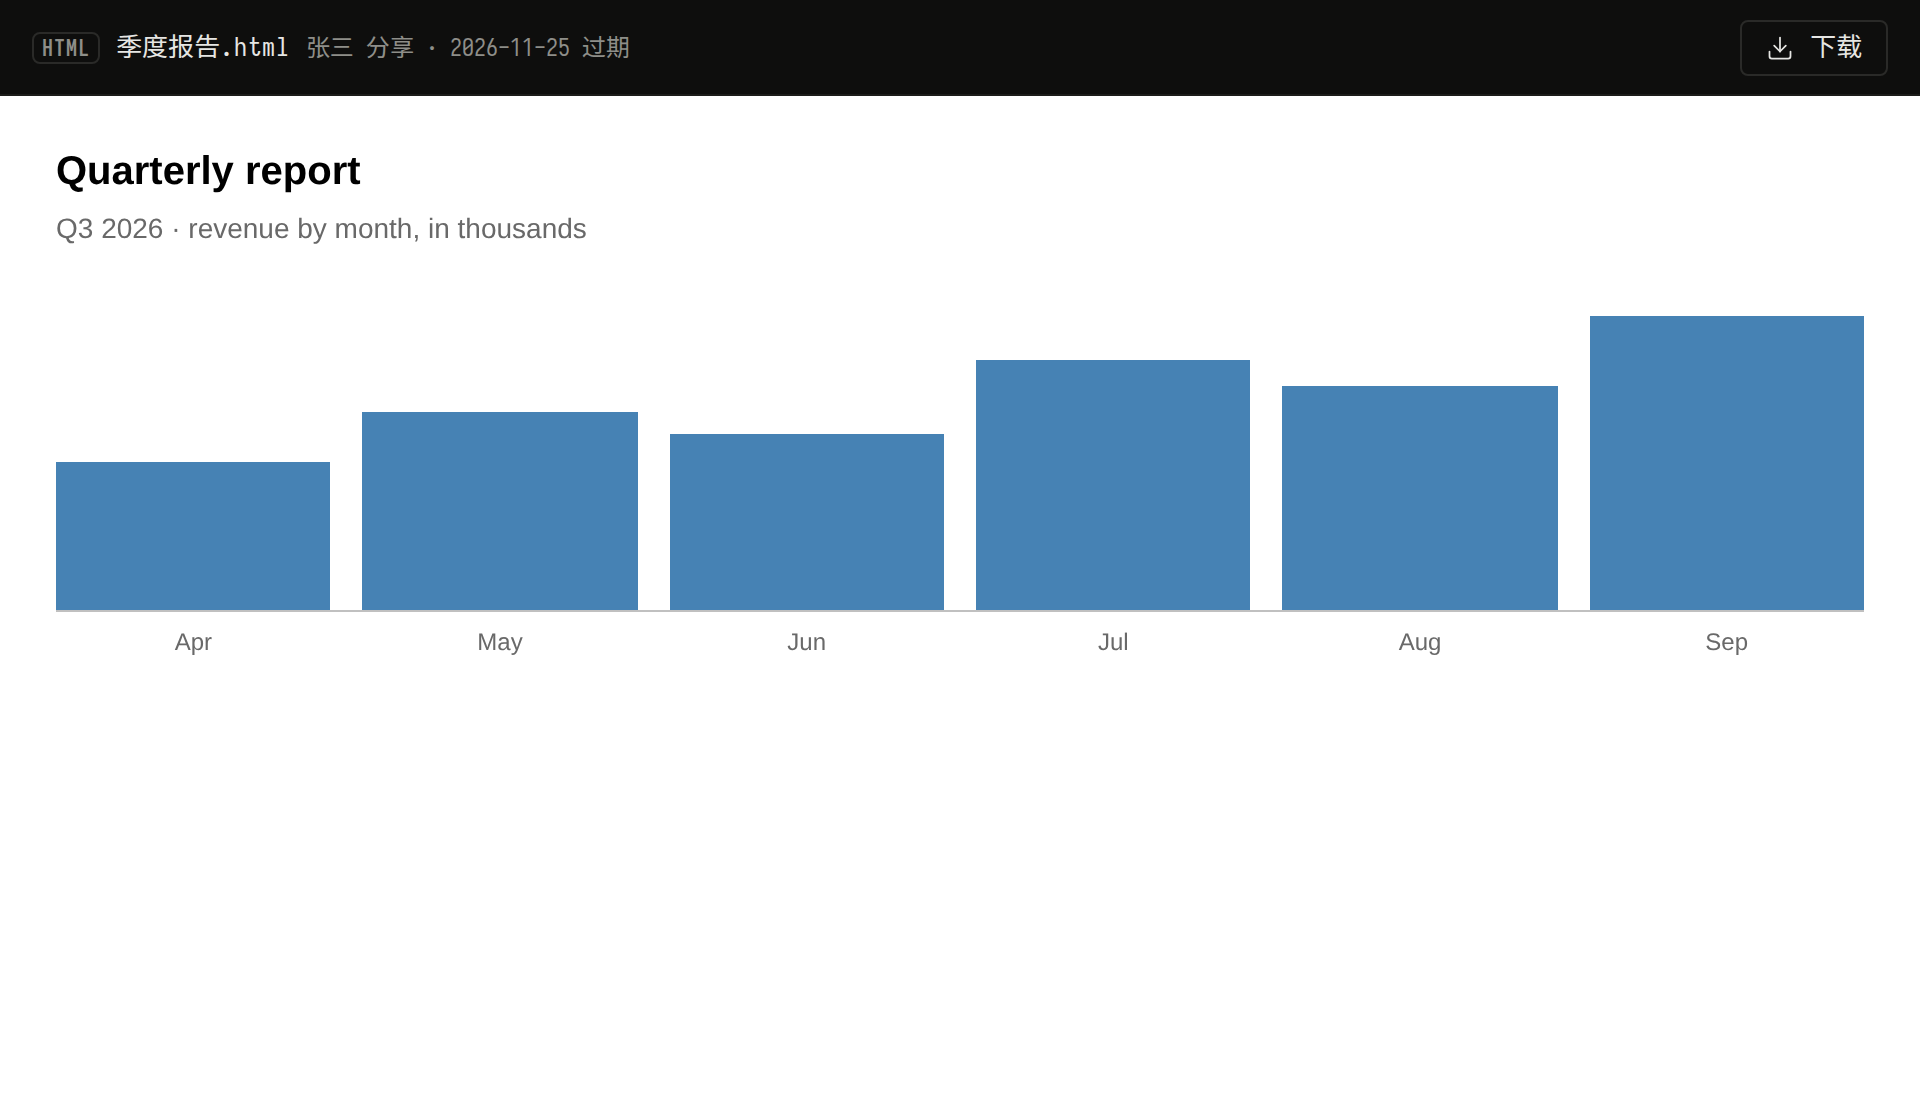 HTML 季度报告.html 张三 分享 · 2026-11-25 过期 下载
Quarterly report
Q3 2026 · revenue by month, in thousands
Apr May Jun Jul Aug Sep